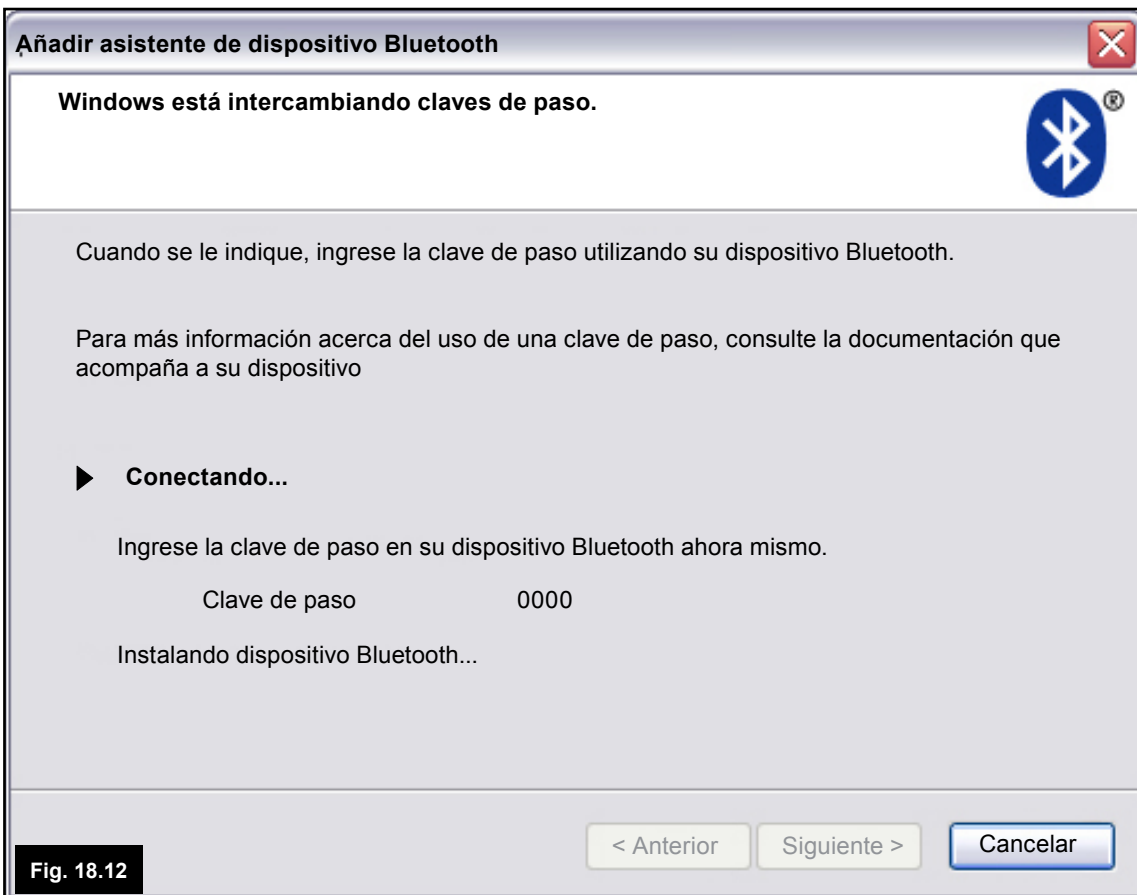 Añadir asistente de dispositivo Bluetooth
Windows está intercambiando claves de paso.
®
Cuando se le indique, ingrese la clave de paso utilizando su dispositivo Bluetooth.
Para más información acerca del uso de una clave de paso, consulte la documentación que
acompaña a su dispositivo
Conectando...
Ingrese la clave de paso en su dispositivo Bluetooth ahora mismo.
Clave de paso 0000
Instalando dispositivo Bluetooth...
< Anterior Siguiente > Cancelar
Fig. 18.12